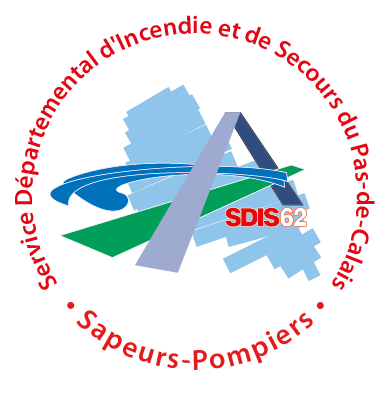 Service Départemental d'Incendie et de Secours du Pas-de-Calais
SDIS62
• Sapeurs-Pompiers •